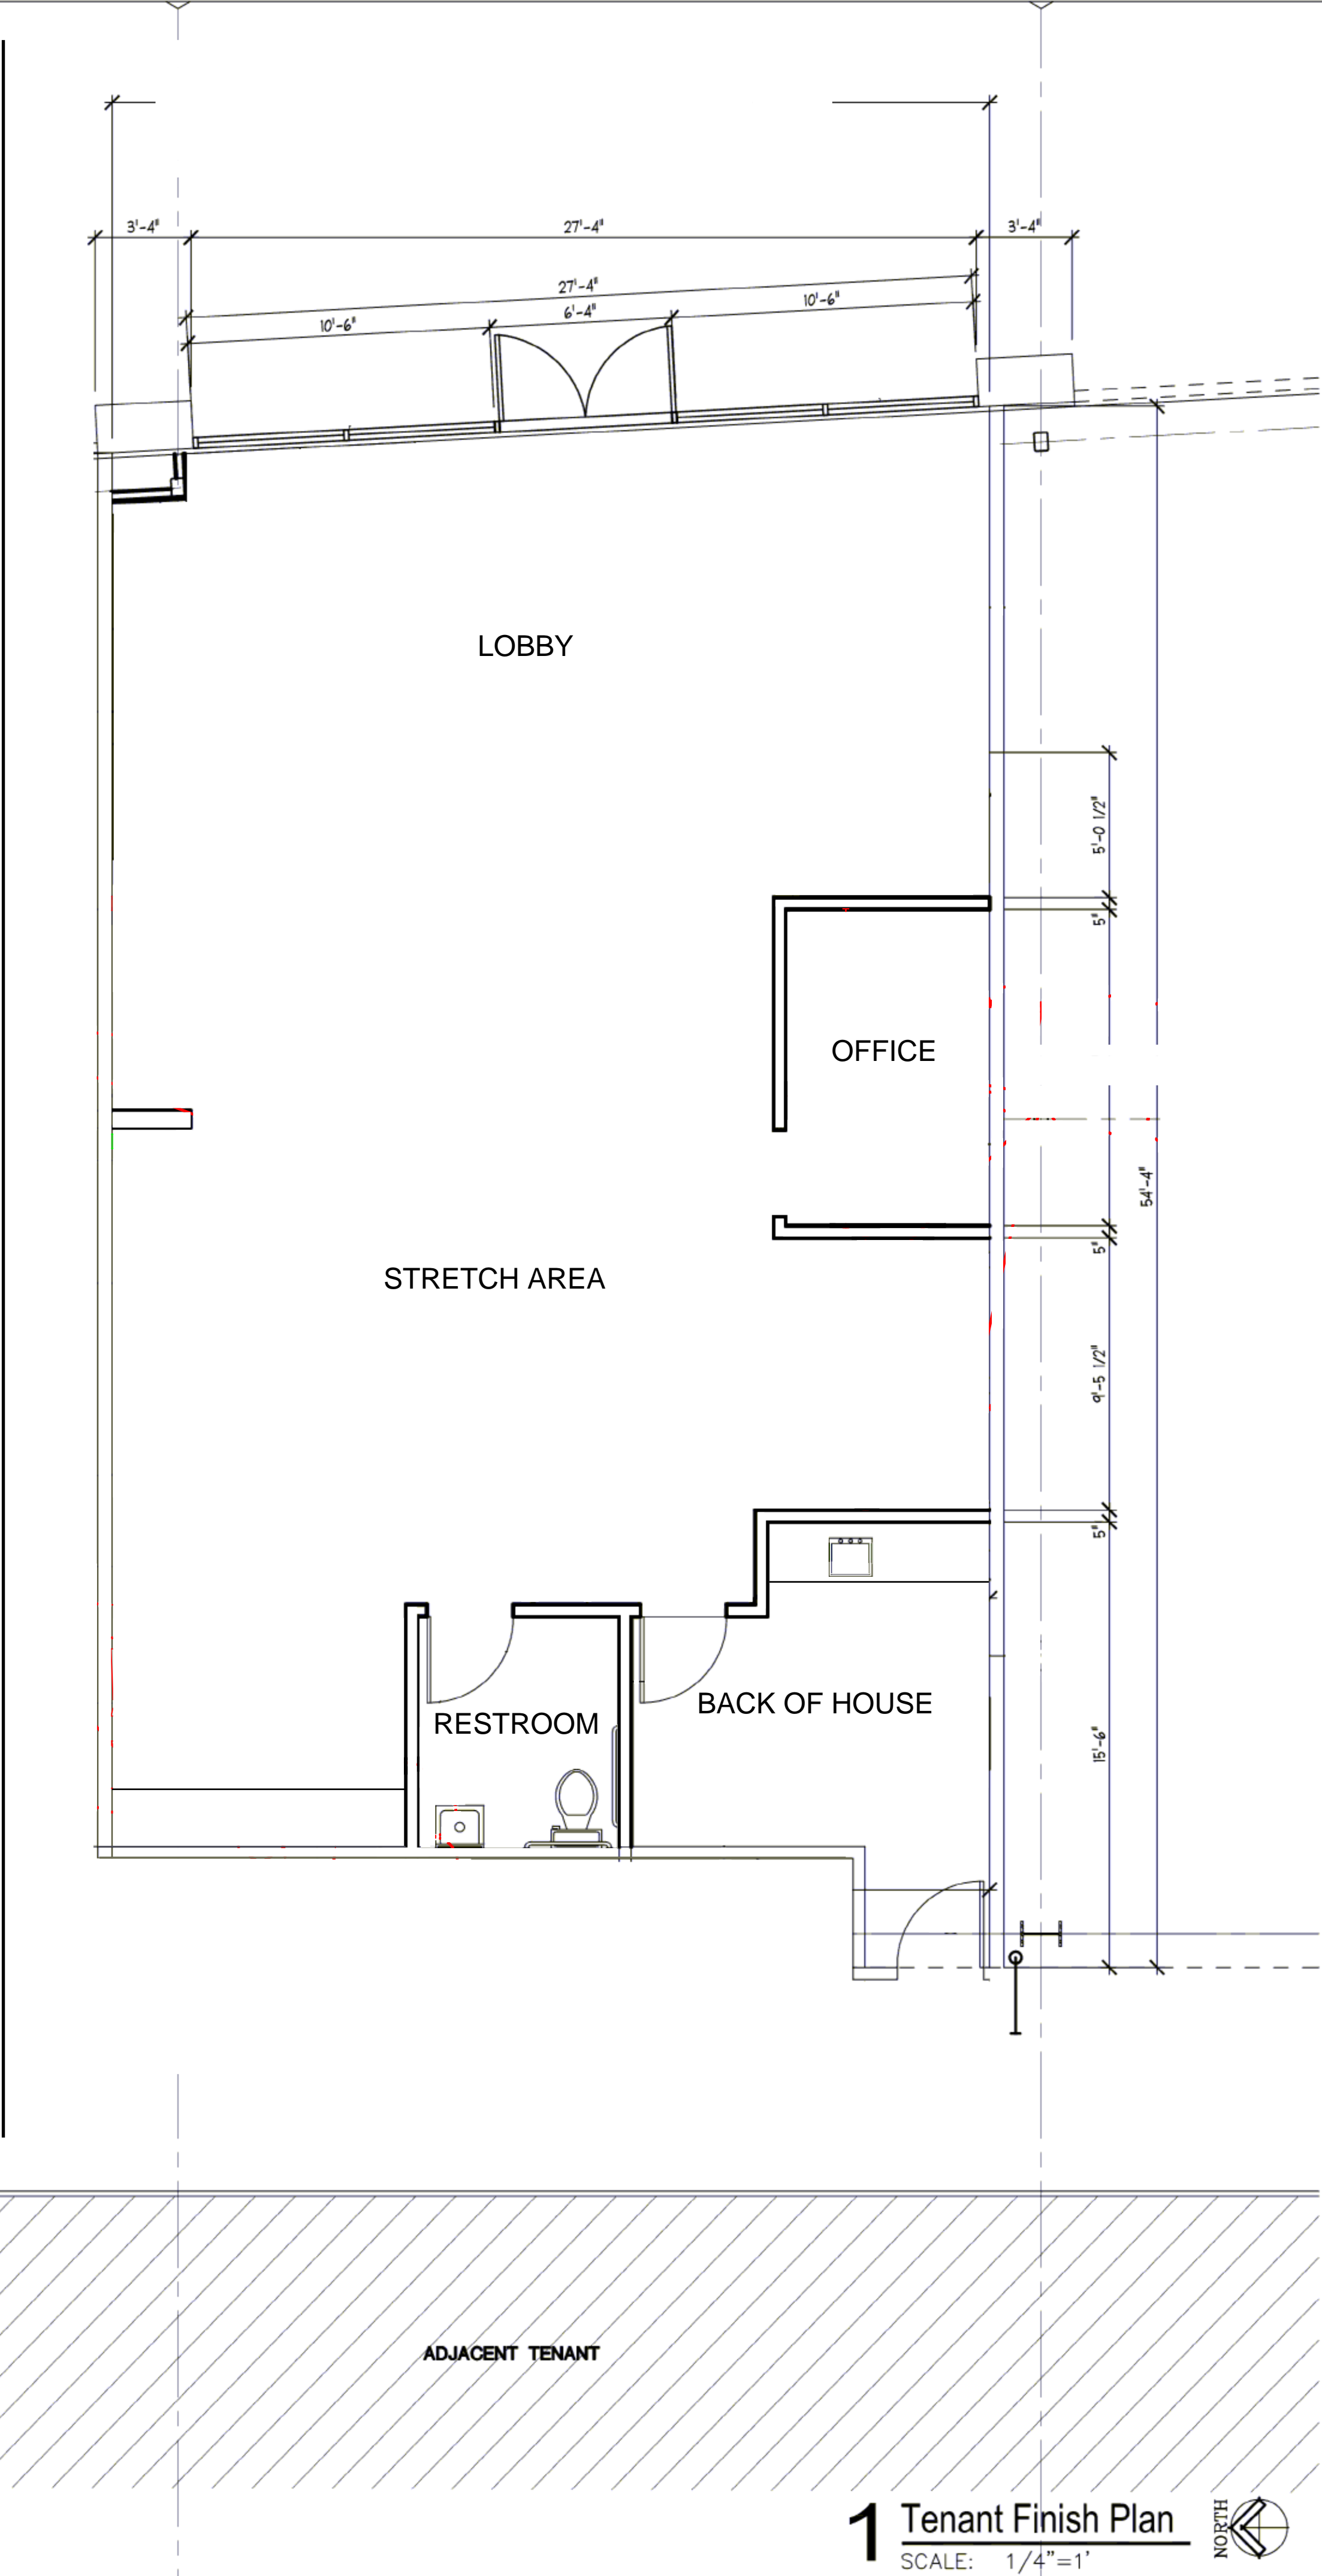 3'-4"
27'-4"
3'-4"
27'-4"
10'-6"
6'-4"
10'-6"
LOBBY
5'-0 1/2"
5"
OFFICE
54'-4"
5"
STRETCH AREA
9'-5 1/2"
5"
BACK OF HOUSE
RESTROOM
15'-6"
ADJACENT TENANT
1 Tenant Finish Plan
NORTH
SCALE: 1/4"=1'